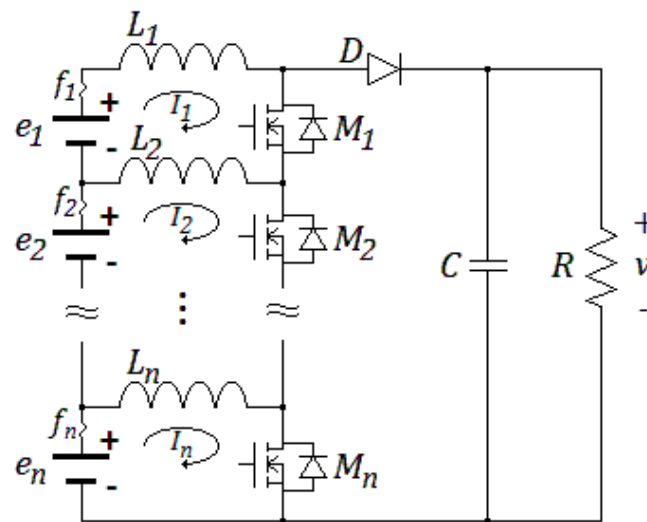 L1
D
f1
+
I1
e1
M1
-
L2
f2
+
I2
e2
M2
-
C
R
+
v
-
≈
⋮
≈
Ln
fn
+
In
en
Mn
-